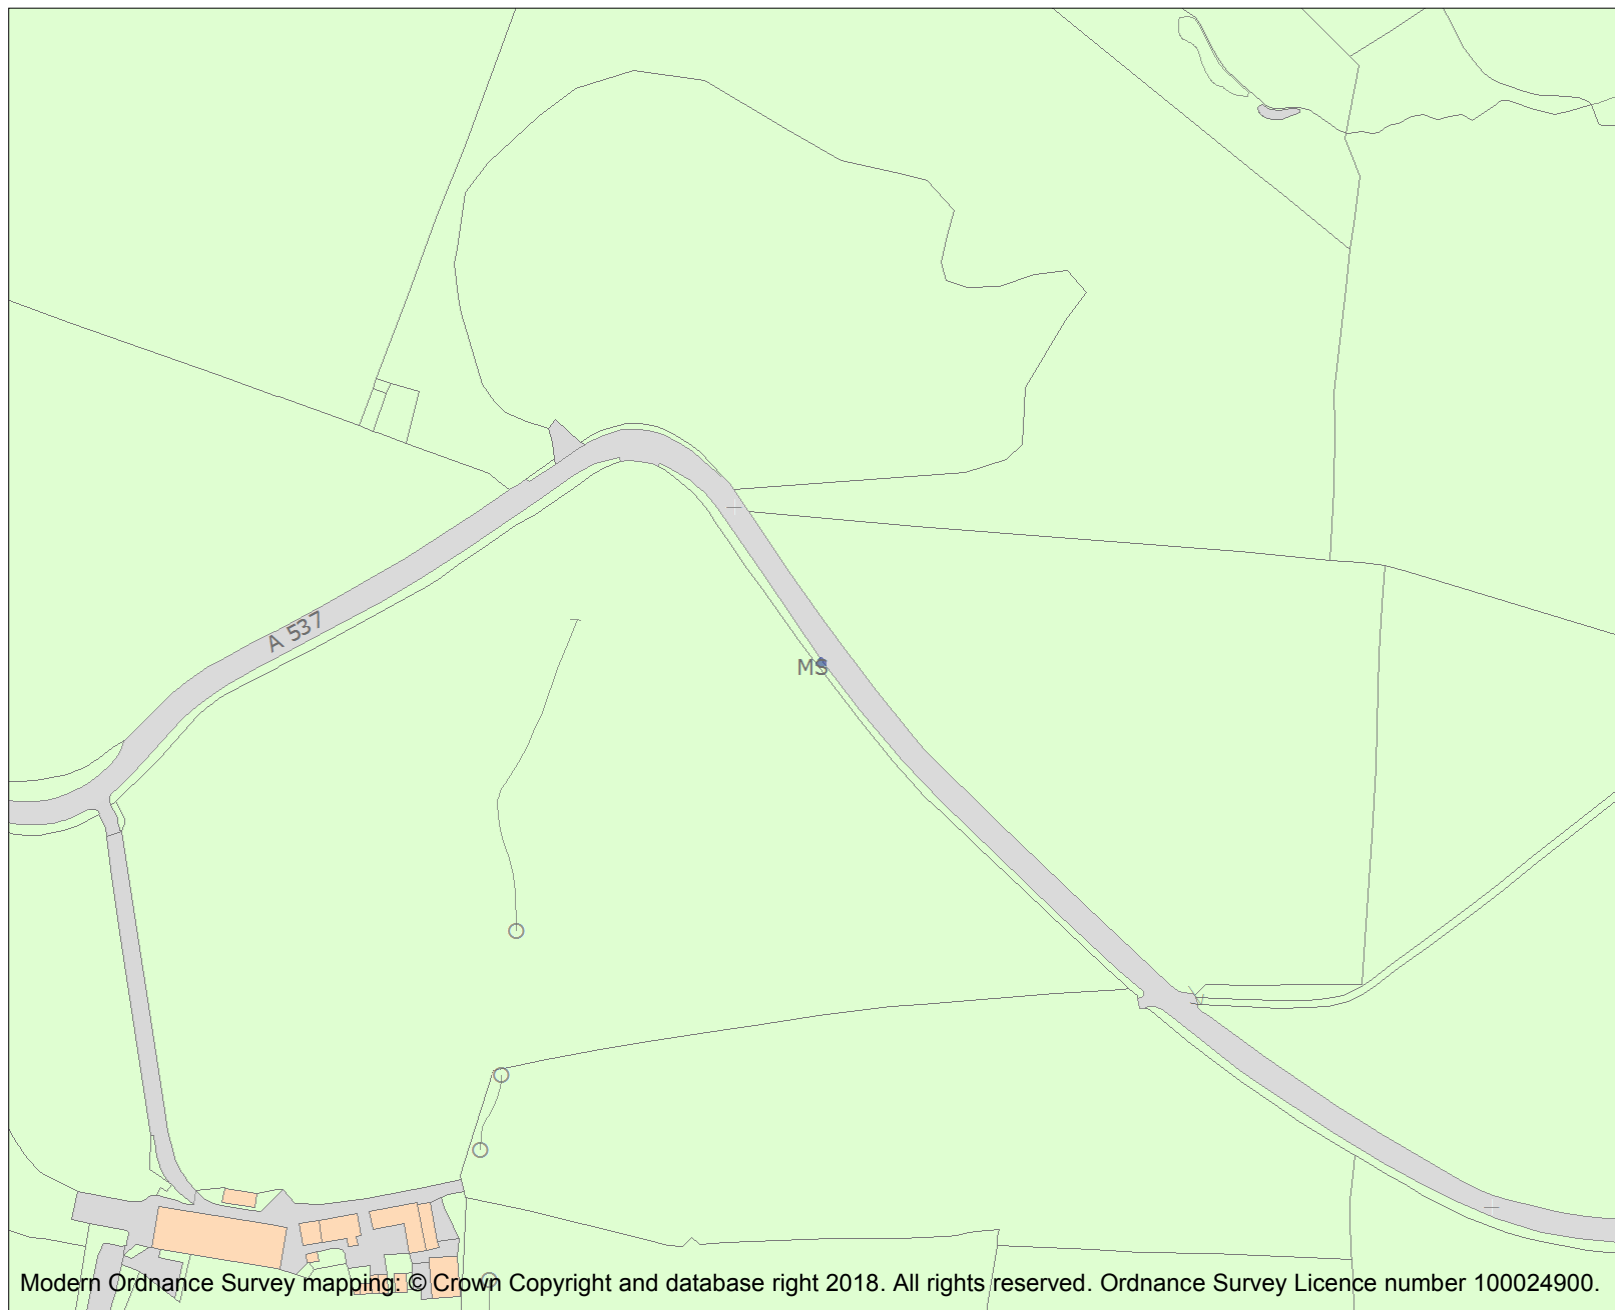 A 537
MS
Modern Ordnance Survey mapping: © Crown Copyright and database right 2018. All rights reserved. Ordnance Survey Licence number 100024900.